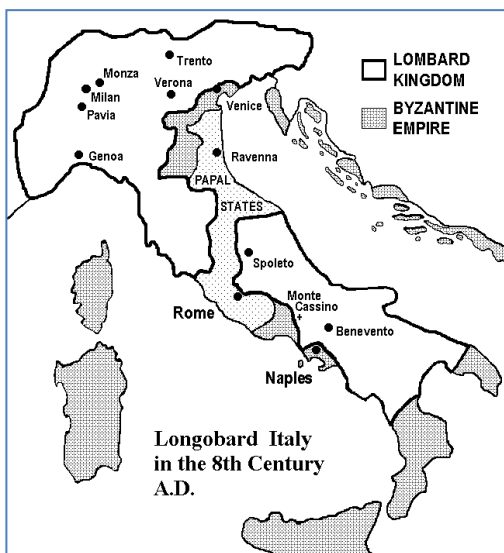 LOMBARD
KINGDOM
BYZANTINE
EMPIRE
Trento
Monza
Verona
Milan
Pavia
Venice
Genoa
Ravenna
PAPAL
STATES
Spoleto
Rome
Monte
Cassino
+
Benevento
Naples
Longobard Italy
in the 8th Century
A.D.